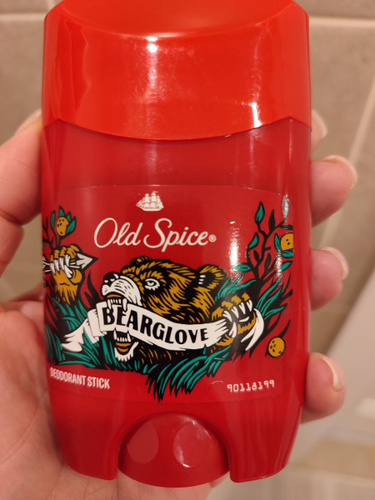 Old Spice®
BEARGLOVE
DEODORANT STICK
90118199